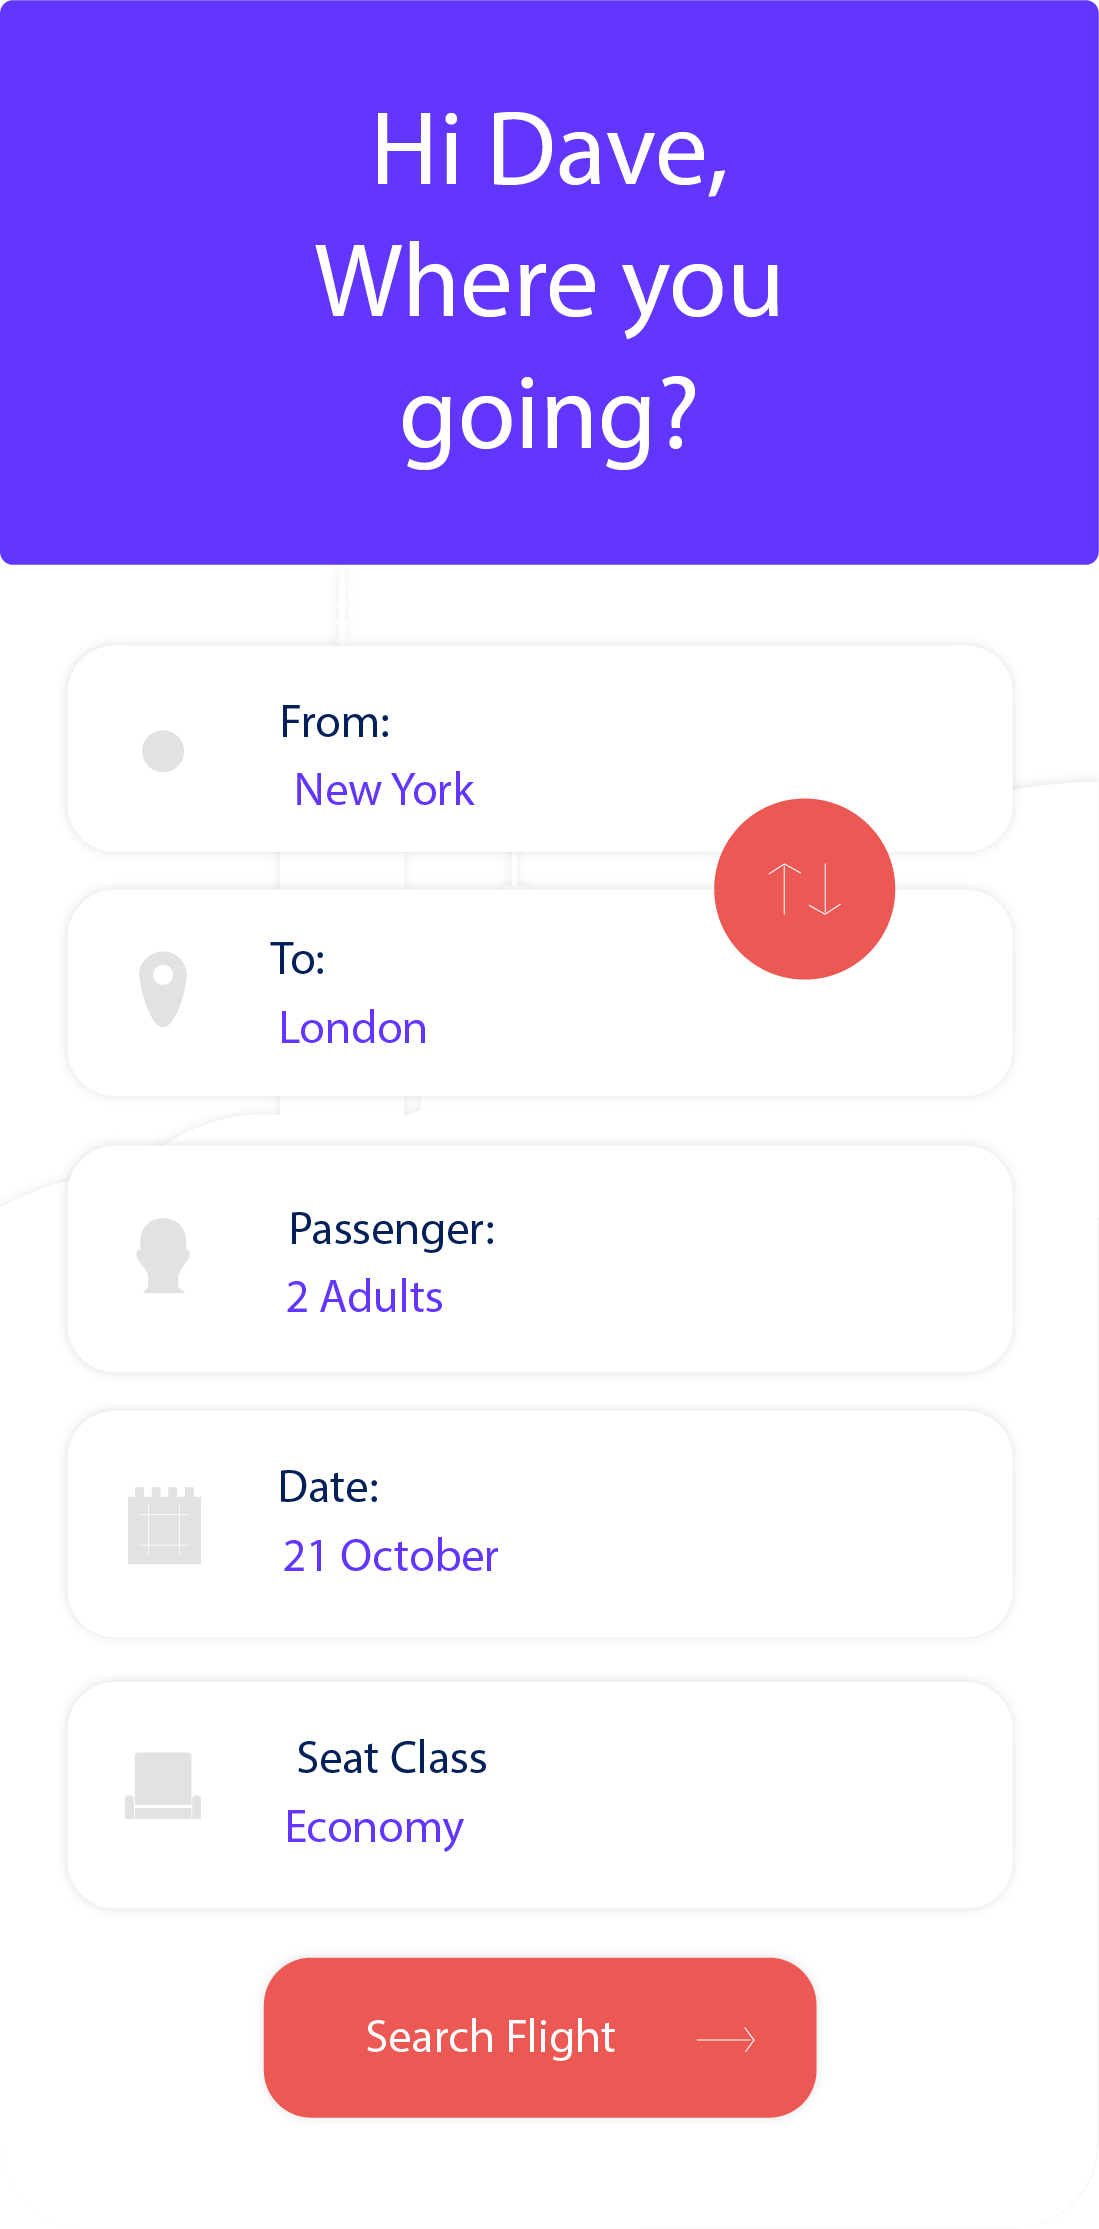 Hi Dave,
Where you
going?
From:
New York
To:
London
Passenger:
2 Adults
Date:
21 October
Seat Class
Economy
Search Flight